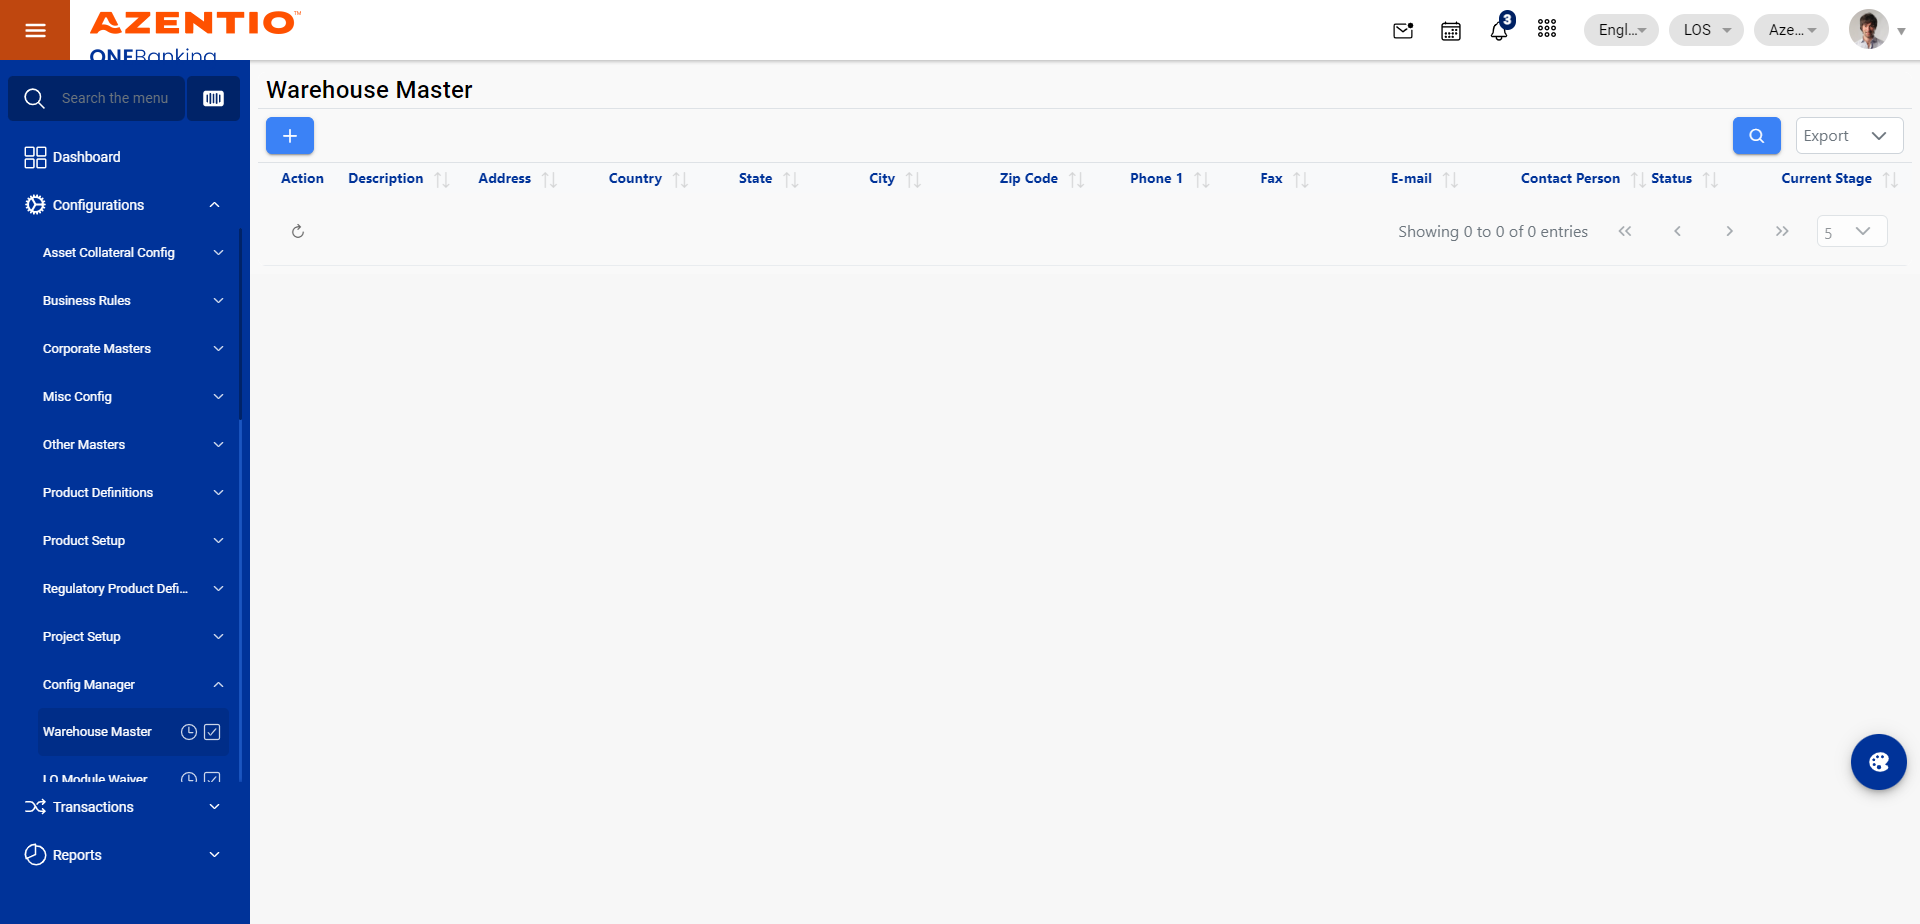 AZENTIO™
ONEBanking
3
Engl...
LOS
Aze...
Search the menu
Dashboard
Configurations
Asset Collateral Config
Business Rules
Corporate Masters
Misc Config
Other Masters
Product Definitions
Product Setup
Regulatory Product Defi...
Project Setup
Config Manager
Warehouse Master
LO Module Waiver
Transactions
Reports
Warehouse Master
Export
Action Description Address Country State City Zip Code Phone 1 Fax E-mail Contact Person Status Current Stage
Showing 0 to 0 of 0 entries
5